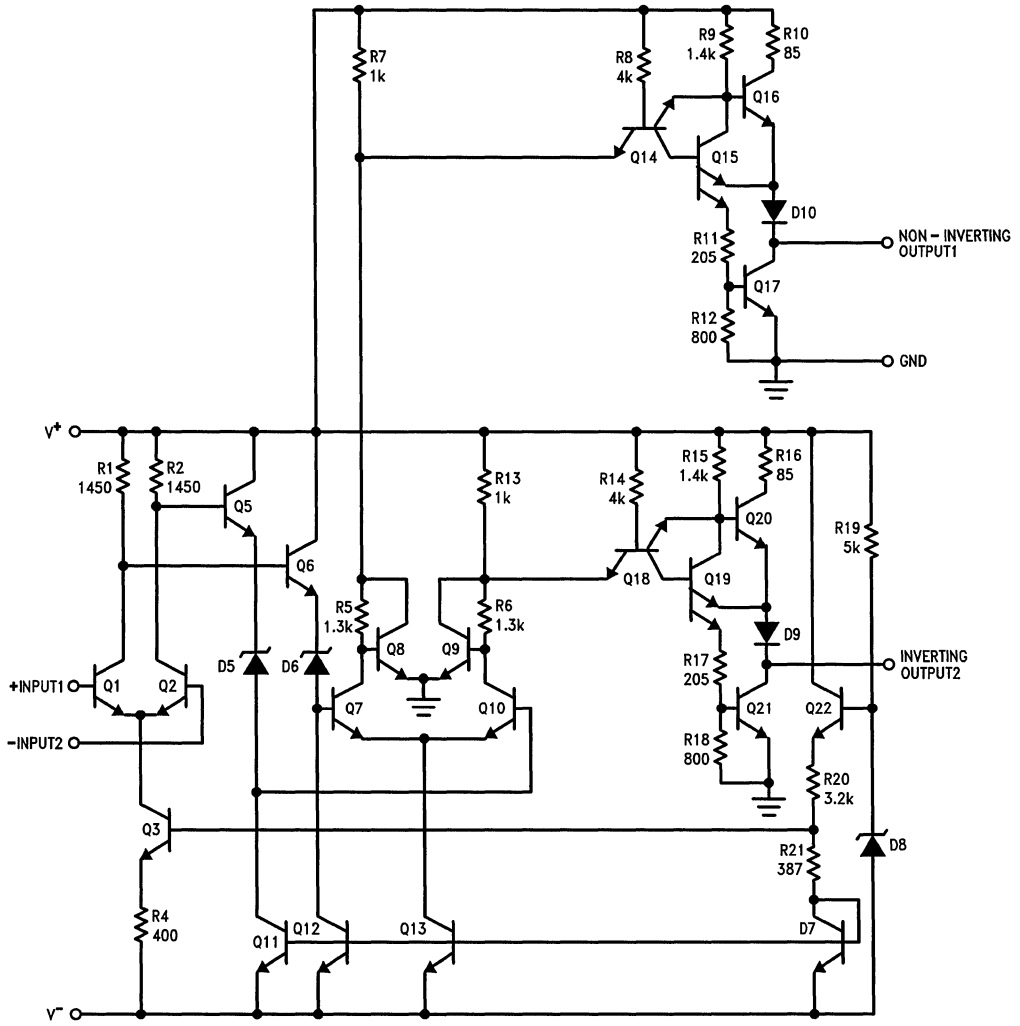 R7
1k
R8
4k
R9
1.4k
R10
85
Q16
Q14
Q15
D10
R11
205
NON – INVERTING
OUTPUT1
Q17
R12
800
GND
V+
R1
1450
R2
1450
Q5
Q6
R13
1k
R14
4k
R15
1.4k
R16
85
Q20
R19
5k
Q18
Q19
R5
1.3k
R6
1.3k
Q8
Q9
D9
D5
D6
R17
205
INVERTING
OUTPUT2
+INPUT1
Q1
Q2
Q7
Q10
Q21
Q22
–INPUT2
R18
800
R20
3.2k
Q3
R21
387
D8
R4
400
Q11
Q12
Q13
D7
V–